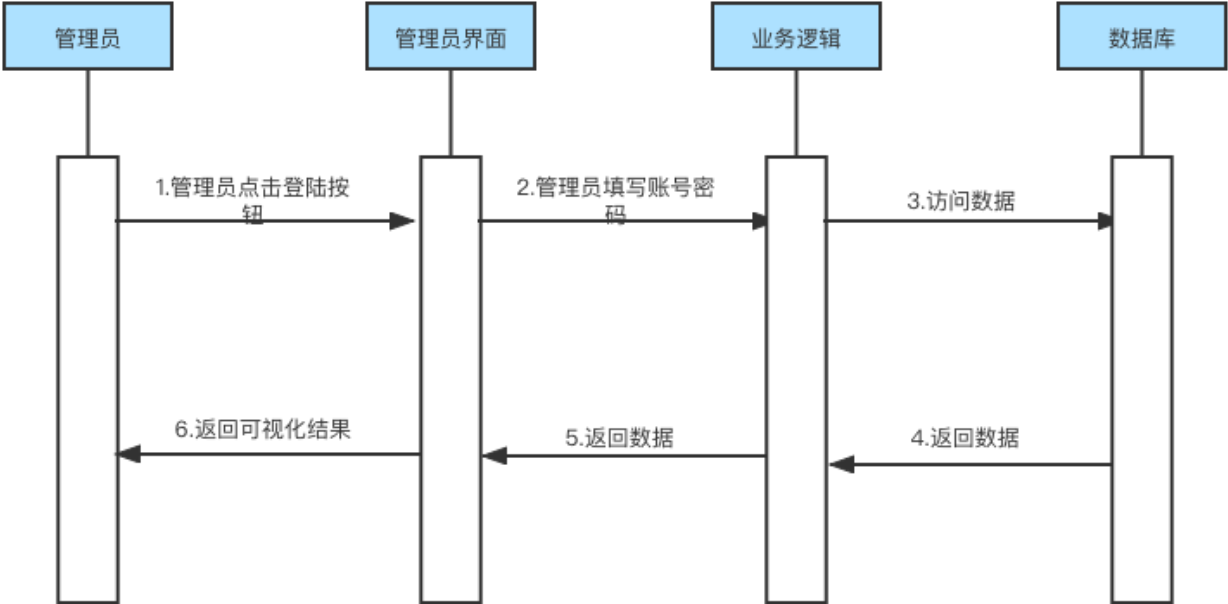 管理员
管理员界面
业务逻辑
数据库
1.管理员点击登陆按
钮
2.管理员填写账号密
码
3.访问数据
6.返回可视化结果
5.返回数据
4.返回数据